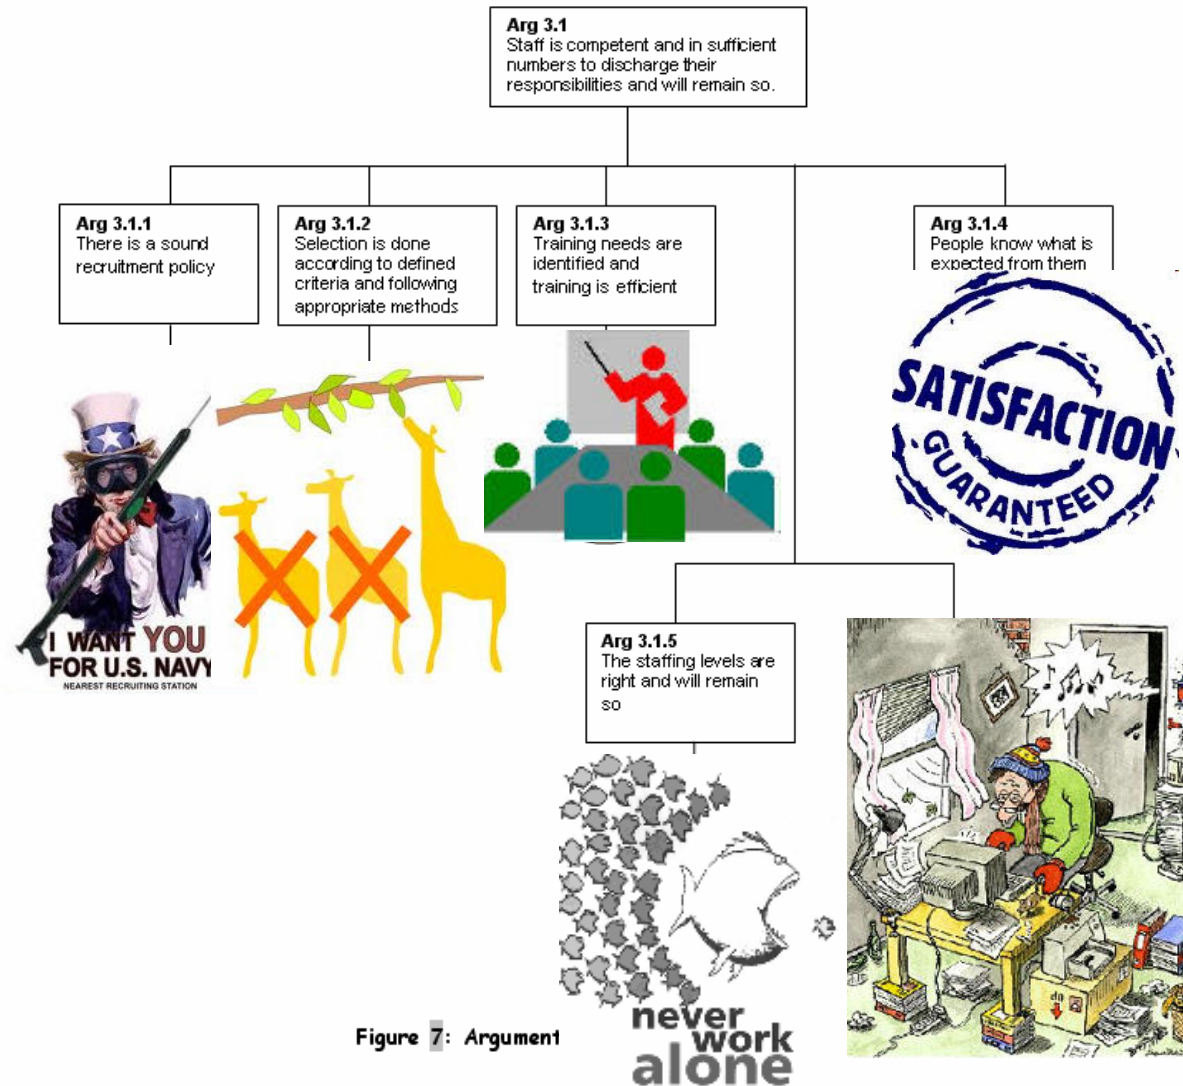 Arg 3.1
Staff is competent and in sufficient
numbers to discharge their
responsibilities and will remain so.
Arg 3.1.1
There is a sound
recruitment policy
Arg 3.1.2
Selection is done
according to defined
criteria and following
appropriate methods
Arg 3.1.3
Training needs are
identified and
training is efficient
Arg 3.1.4
People know what is
expected from them
SATISFACTION
GUARANTEED
I WANT YOU
FOR U.S. NAVY
NEAREST RECRUITING STATION
Arg 3.1.5
The staffing levels are
right and will remain
so
never
work
alone
Figure 7: Argument